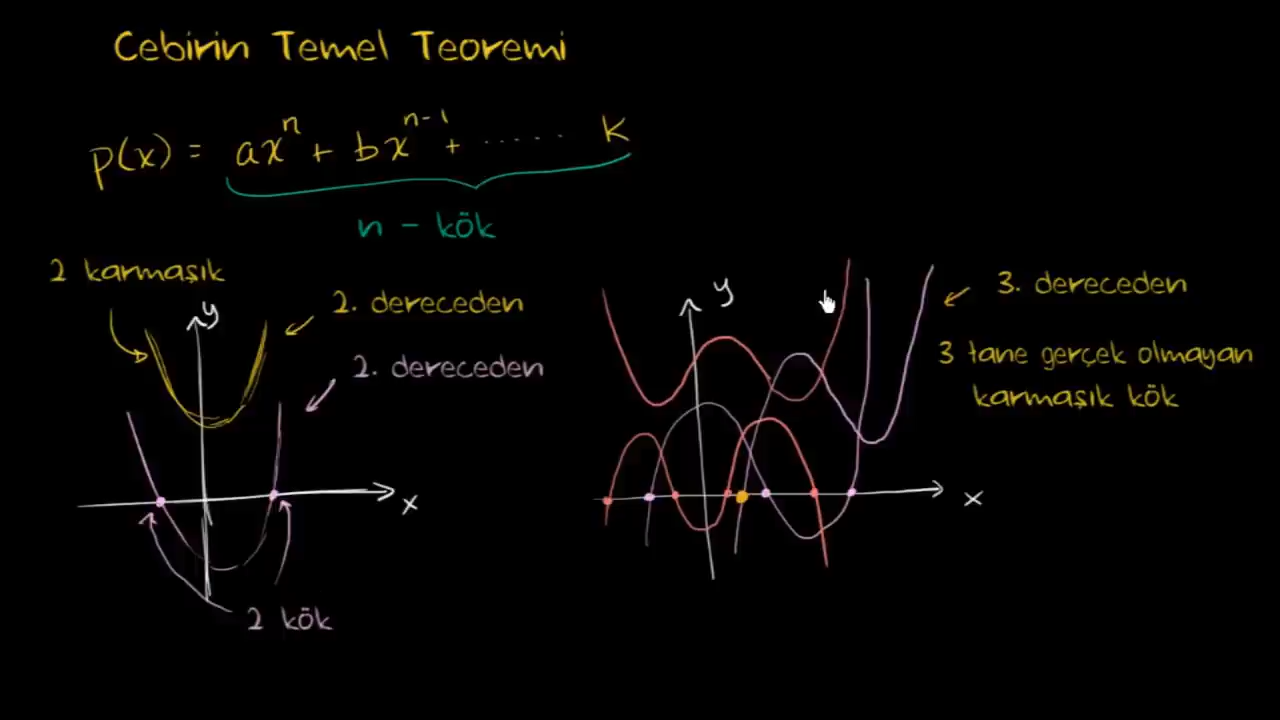 Cebirin Temel Teoremi
p(x) = ax^n + bx^(n-1) + ...... k
n - kök
2 karmaşık
2. dereceden
2. dereceden
y
x
2 kök
y
x
3. dereceden
3 tane gerçek olmayan
karmaşık kök